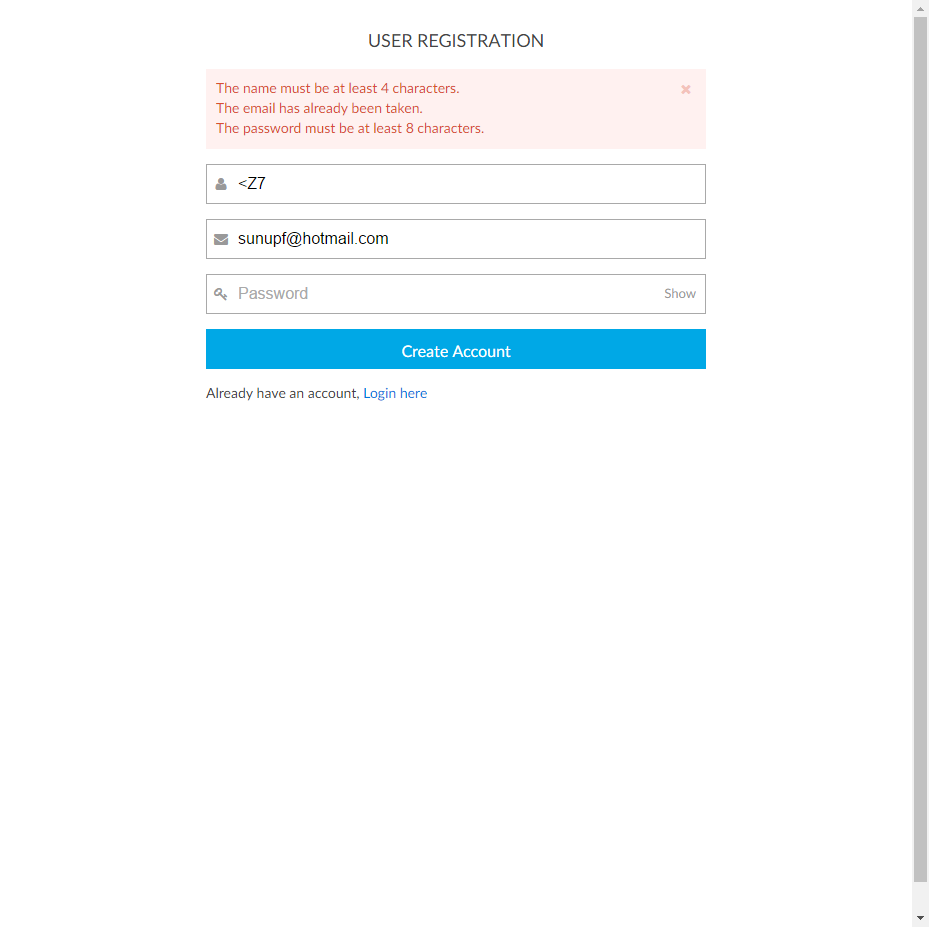 USER REGISTRATION
The name must be at least 4 characters.
The email has already been taken.
The password must be at least 8 characters.
<Z7
sunupf@hotmail.com
Password Show
Create Account
Already have an account, Login here